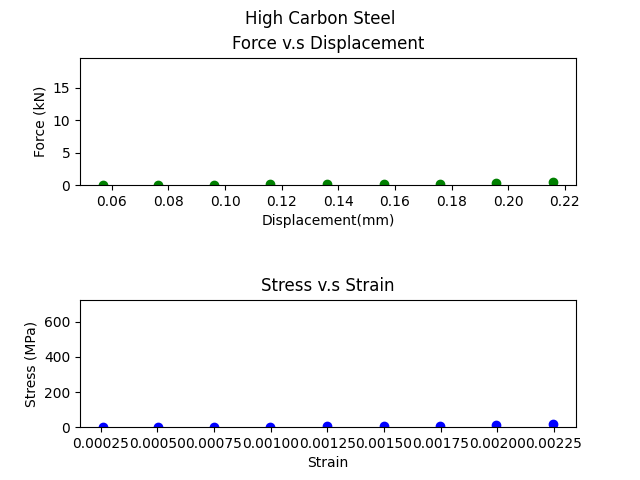 High Carbon Steel
Force v.s Displacement
15
10
5
0
Force (kN)
0.06 0.08 0.10 0.12 0.14 0.16 0.18 0.20 0.22
Displacement(mm)
Stress v.s Strain
600
400
200
0
Stress (MPa)
0.00025 0.00050 0.00075 0.00100 0.00125 0.00150 0.00175 0.00200 0.00225
Strain